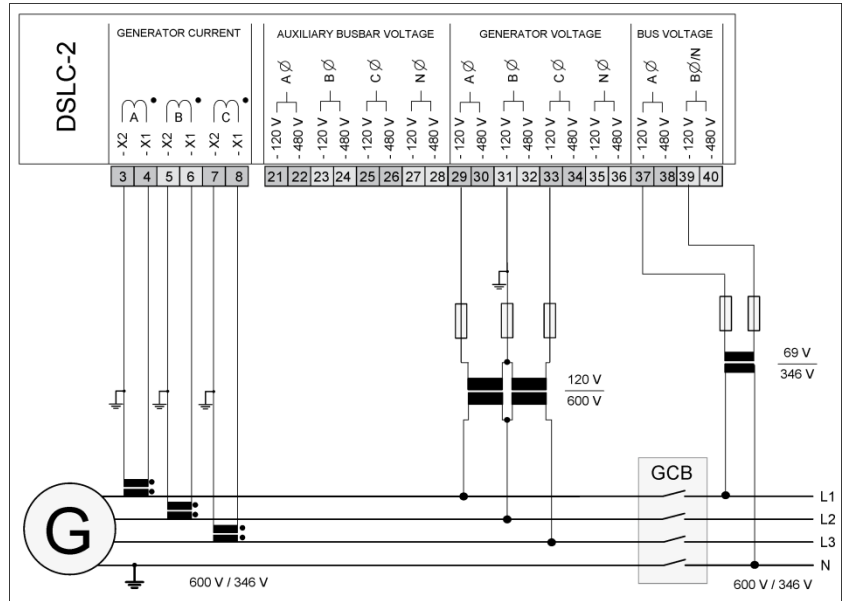 DSLC-2
GENERATOR CURRENT
A
B
C
- X2
- X1
- X2
- X1
- X2
- X1
AUXILIARY BUSBAR VOLTAGE
A Ø
B Ø
C Ø
N Ø
- 120 V
- 480 V
- 120 V
- 480 V
- 120 V
- 480 V
- 120 V
- 480 V
GENERATOR VOLTAGE
A Ø
B Ø
C Ø
N Ø
- 120 V
- 480 V
- 120 V
- 480 V
- 120 V
- 480 V
- 120 V
- 480 V
BUS VOLTAGE
A Ø
BØ/N
- 120 V
- 480 V
- 120 V
- 480 V
3 4 5 6 7 8
21 22 23 24 25 26 27 28 29 30 31 32 33 34 35 36 37 38 39 40
120 V
600 V
69 V
346 V
GCB
G
L1
L2
L3
N
600 V / 346 V
600 V / 346 V